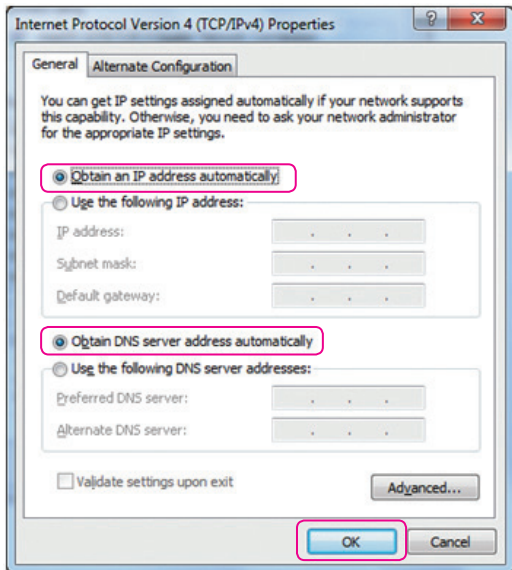 Internet Protocol Version 4 (TCP/IPv4) Properties
General
Alternate Configuration
You can get IP settings assigned automatically if your network supports
this capability. Otherwise, you need to ask your network administrator
for the appropriate IP settings.
Obtain an IP address automatically
Use the following IP address:
IP address:
Subnet mask:
Default gateway:
Obtain DNS server address automatically
Use the following DNS server addresses:
Preferred DNS server:
Alternate DNS server:
Validate settings upon exit
Advanced...
OK
Cancel